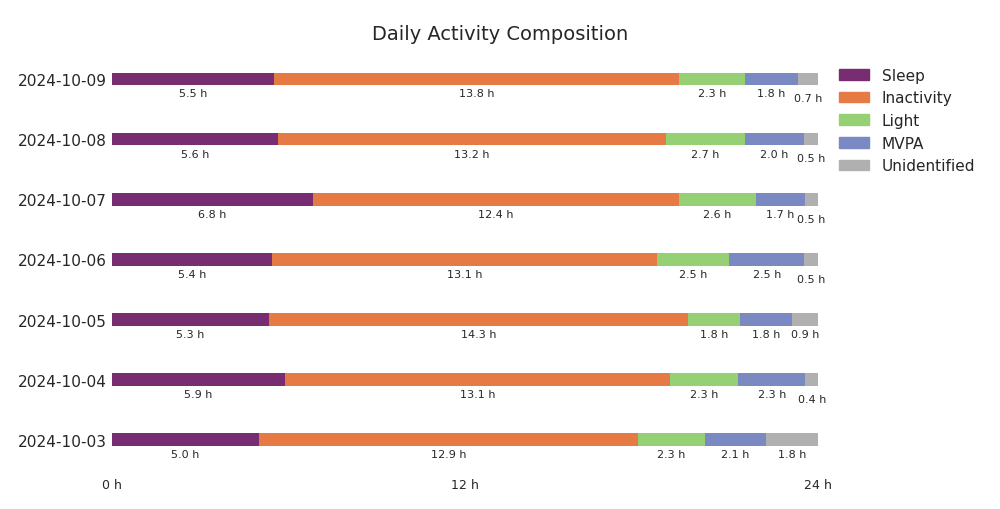 Daily Activity Composition
2024-10-09
5.5 h 13.8 h 2.3 h 1.8 h 0.7 h
2024-10-08
5.6 h 13.2 h 2.7 h 2.0 h 0.5 h
2024-10-07
6.8 h 12.4 h 2.6 h 1.7 h 0.5 h
2024-10-06
5.4 h 13.1 h 2.5 h 2.5 h 0.5 h
2024-10-05
5.3 h 14.3 h 1.8 h 1.8 h 0.9 h
2024-10-04
5.9 h 13.1 h 2.3 h 2.3 h 0.4 h
2024-10-03
5.0 h 12.9 h 2.3 h 2.1 h 1.8 h
0 h 12 h 24 h
Sleep
Inactivity
Light
MVPA
Unidentified